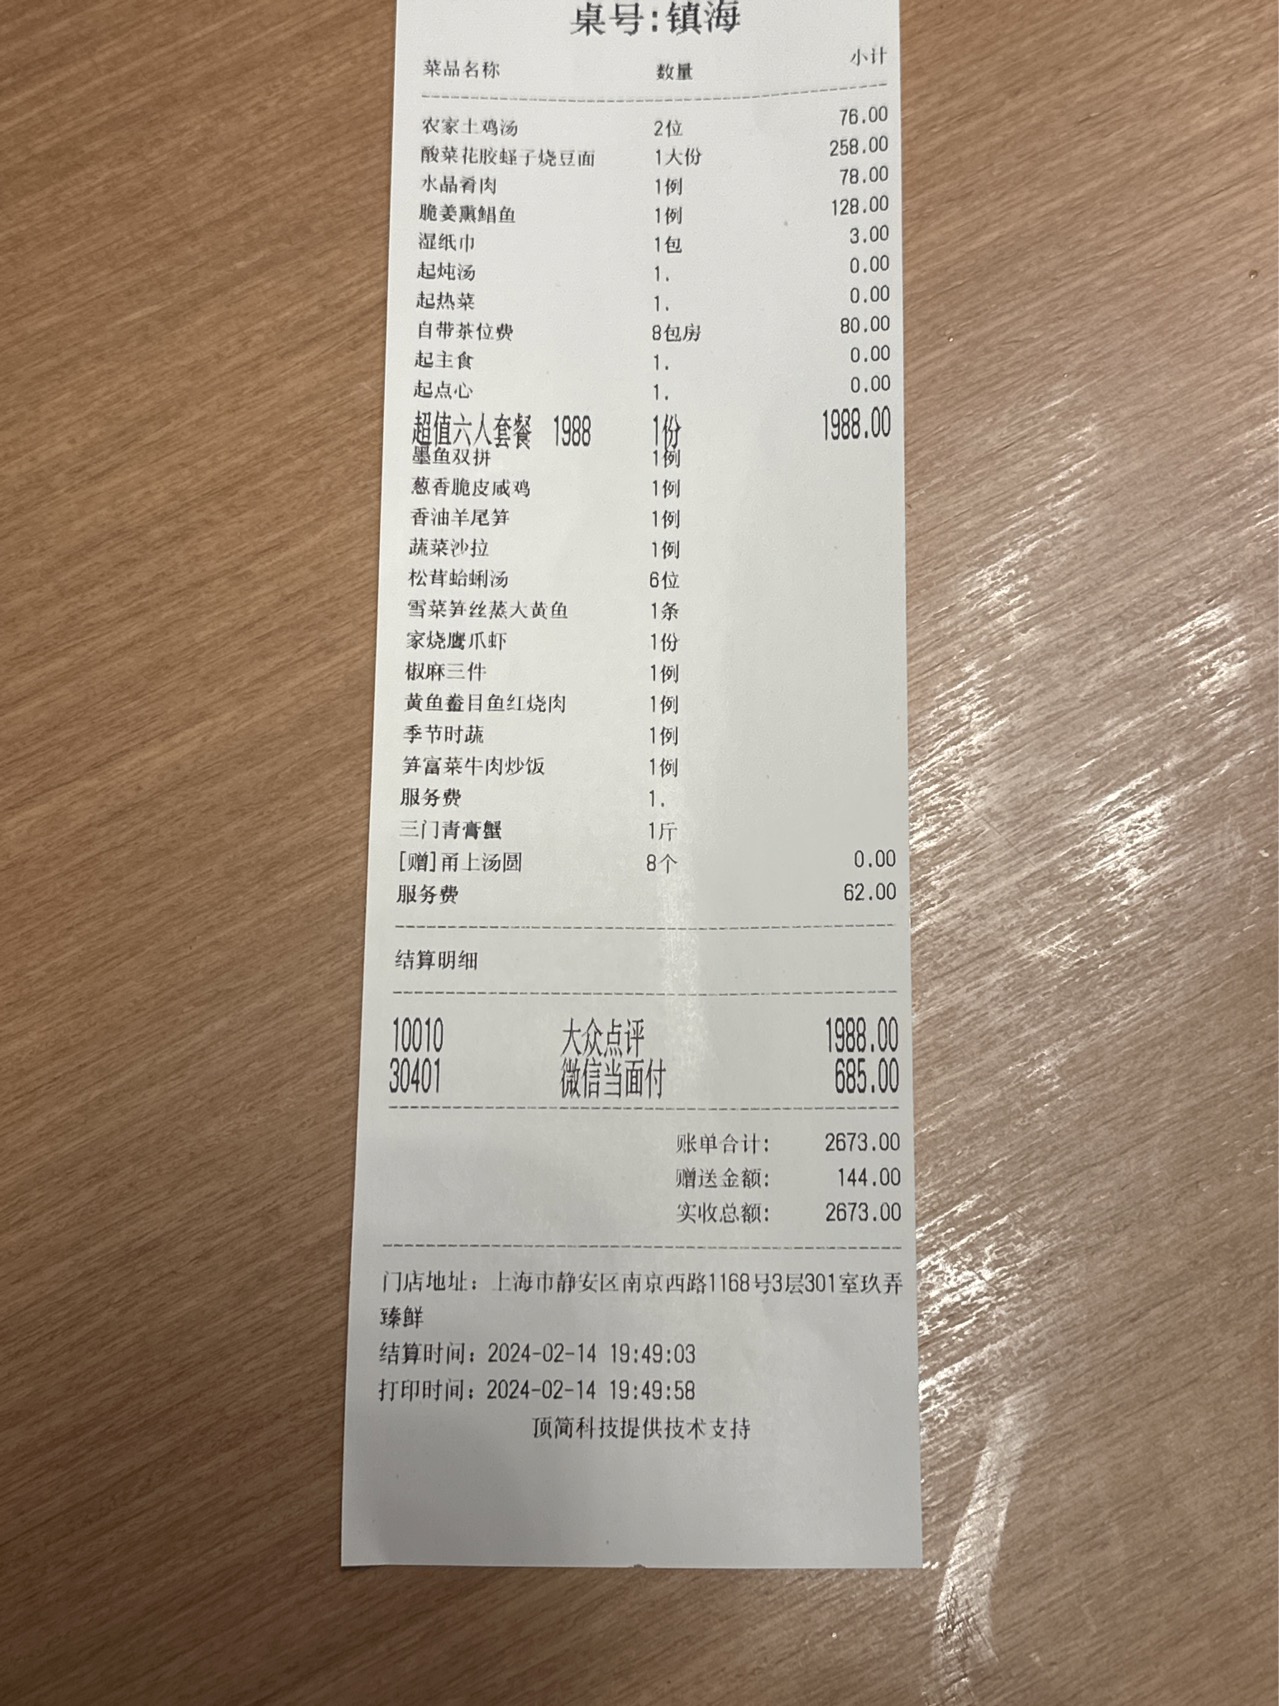 桌号:镇海
菜品名称 数量 小计
农家土鸡汤 2位 76.00
酸菜花胶蛏子烧豆面 1大份 258.00
水晶肴肉 1例 78.00
脆姜熏鲳鱼 1例 128.00
湿纸巾 1包 3.00
起炖汤 1. 0.00
起热菜 1. 0.00
自带茶位费 8包房 80.00
起主食 1. 0.00
起点心 1. 0.00
超值六人套餐 1988 1份 1988.00
墨鱼双拼 1例
葱香脆皮咸鸡 1例
香油羊尾笋 1例
蔬菜沙拉 1例
松茸蛤蜊汤 6位
雪菜笋丝蒸大黄鱼 1条
家烧鹰爪虾 1份
椒麻三件 1例
黄鱼鲞目鱼红烧肉 1例
季节时蔬 1例
笋富菜牛肉炒饭 1例
服务费 1.
三门青膏蟹 1斤
[赠]甬上汤圆 8个 0.00
服务费 62.00
结算明细
10010 大众点评 1988.00
30401 微信当面付 685.00
账单合计: 2673.00
赠送金额: 144.00
实收总额: 2673.00
门店地址: 上海市静安区南京西路1168号3层301室玖弄
臻鲜
结算时间: 2024-02-14 19:49:03
打印时间: 2024-02-14 19:49:58
顶简科技提供技术支持